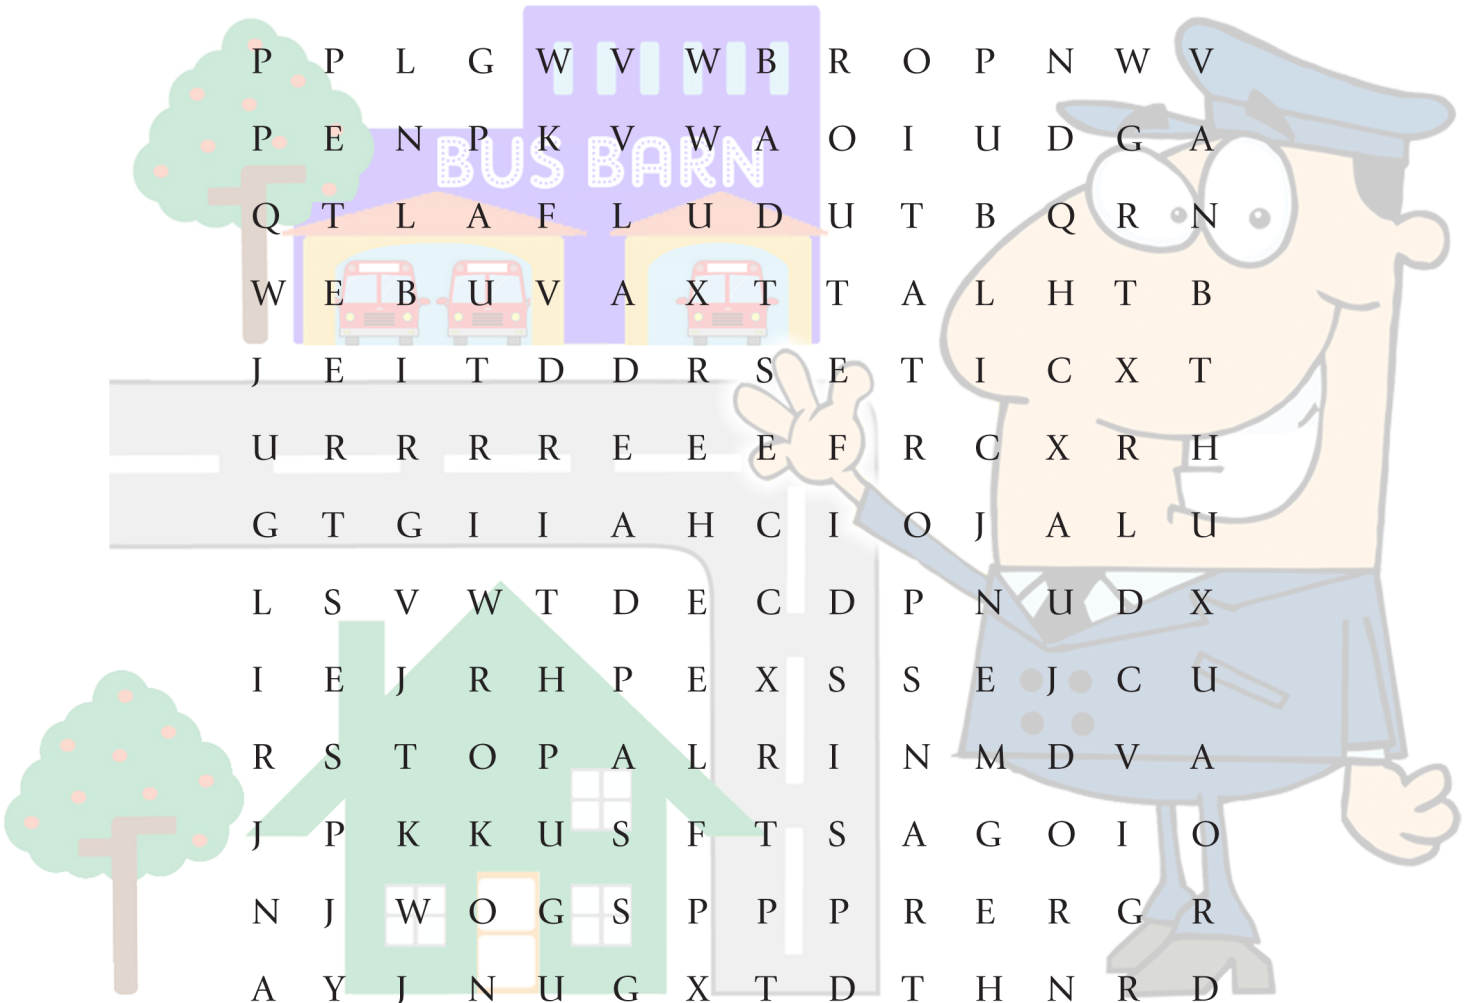 P P L G W V W B R O P N W V
P E N P K V W A O I U D G A
BUS BARN
Q T L A F L U D U T B Q R N
W E B U V A X T T A L H T B
J E I T D D R S E T I C X T
U R R R R E E E F R C X R H
G T G I I A H C I O J A L U
L S V W T D E C D P N U D X
I E J R H P E X S S E J C U
R S T O P A L R I N M D V A
J P K K U S F T S A G O I O
N J W O G S P P P R E R G R
A Y J N U G X T D T H N R D